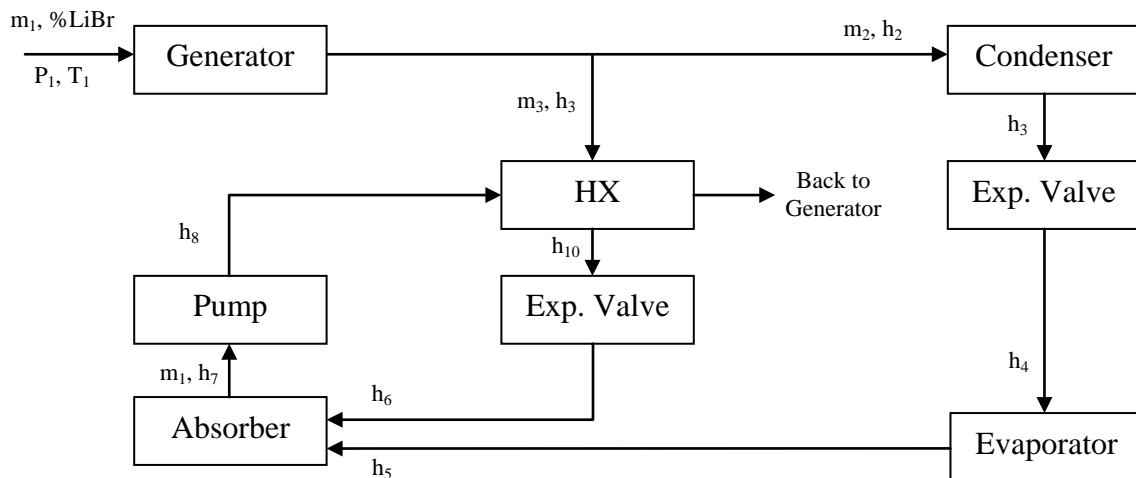 m₁, %LiBr
P₁, T₁
Generator
m₂, h₂
Condenser
m₃, h₃
h₃
HX
Back to
Generator
Exp. Valve
h₈
h₁₀
Pump
Exp. Valve
m₁, h₇
h₆
h₄
Absorber
h₅
Evaporator